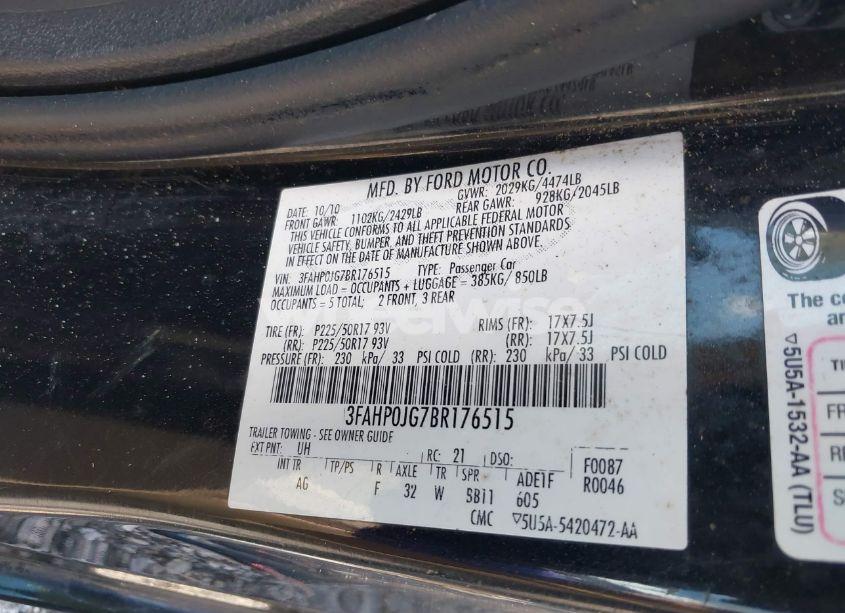 MFD. BY FORD MOTOR CO.
DATE: 10/10 GVWR: 2029KG/4474LB
FRONT GAWR: 1102KG/2429LB REAR GAWR: 928KG/2045LB
THIS VEHICLE CONFORMS TO ALL APPLICABLE FEDERAL MOTOR
VEHICLE SAFETY, BUMPER, AND THEFT PREVENTION STANDARDS
IN EFFECT ON THE DATE OF MANUFACTURE SHOWN ABOVE.
VIN: 3FAHP0JG7BR176515 TYPE: Passenger Car
MAXIMUM LOAD = OCCUPANTS + LUGGAGE = 385KG/ 850LB
OCCUPANTS = 5 TOTAL; 2 FRONT, 3 REAR
TIRE (FR): P225/50R17 93V RIMS (FR): 17X7.5J
(RR): P225/50R17 93V (RR): 17X7.5J
PRESSURE (FR): 230 kPa/ 33 PSI COLD (RR): 230 kPa/ 33 PSI COLD
3FAHP0JG7BR176515
TRAILER TOWING - SEE OWNER GUIDE
EXT PNT: UH RC: 21 DSO: F0087
INT TR TP/PS R AXLE TR SPR ADE1F R0046
AG F 32 W SB11 605
CMC ▽5U5A-5420472-AA
The co
an
TI
FR
RE
S
▽5U5A-1532-AA (TLU)
wheelwise